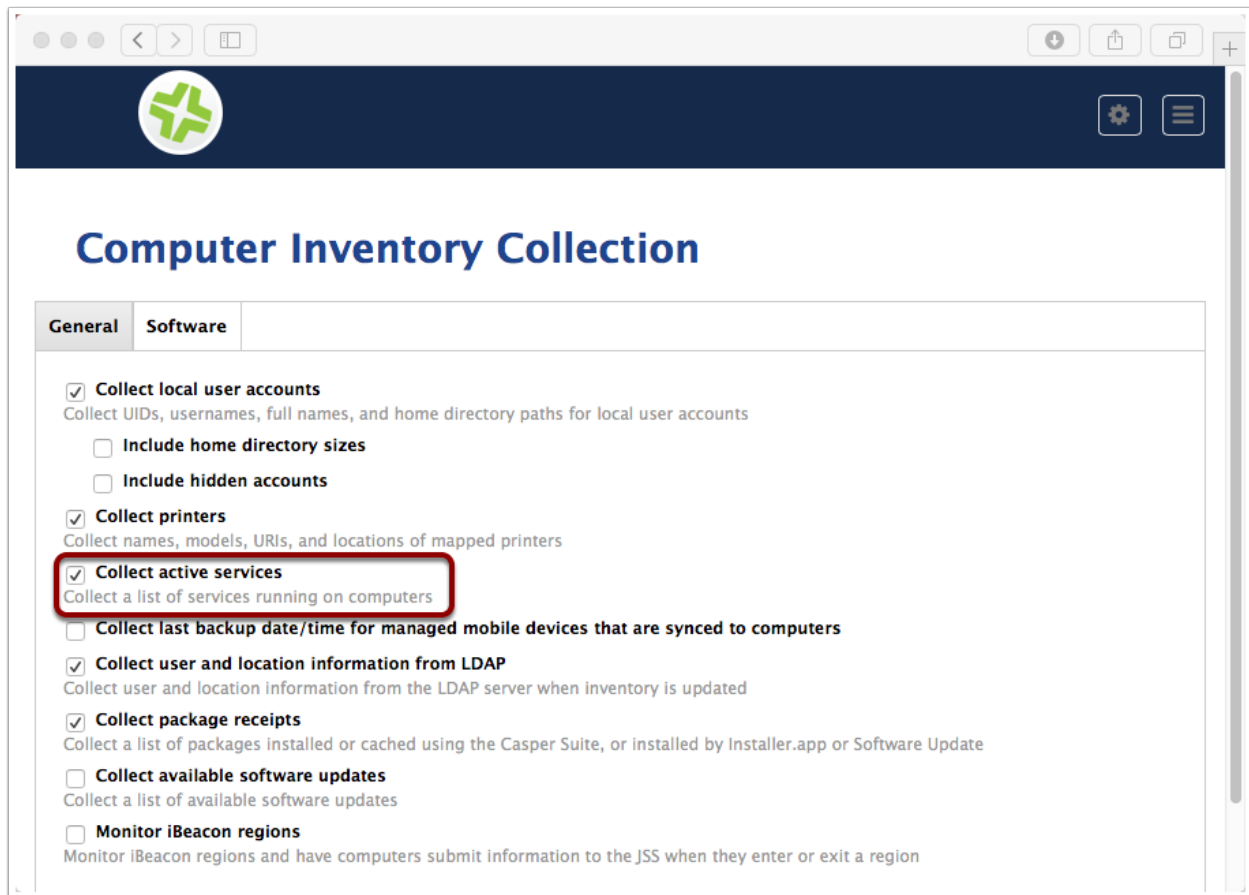 Computer Inventory Collection
General Software
Collect local user accounts
Collect UIDs, usernames, full names, and home directory paths for local user accounts
Include home directory sizes
Include hidden accounts
Collect printers
Collect names, models, URIs, and locations of mapped printers
Collect active services
Collect a list of services running on computers
Collect last backup date/time for managed mobile devices that are synced to computers
Collect user and location information from LDAP
Collect user and location information from the LDAP server when inventory is updated
Collect package receipts
Collect a list of packages installed or cached using the Casper Suite, or installed by Installer.app or Software Update
Collect available software updates
Collect a list of available software updates
Monitor iBeacon regions
Monitor iBeacon regions and have computers submit information to the JSS when they enter or exit a region